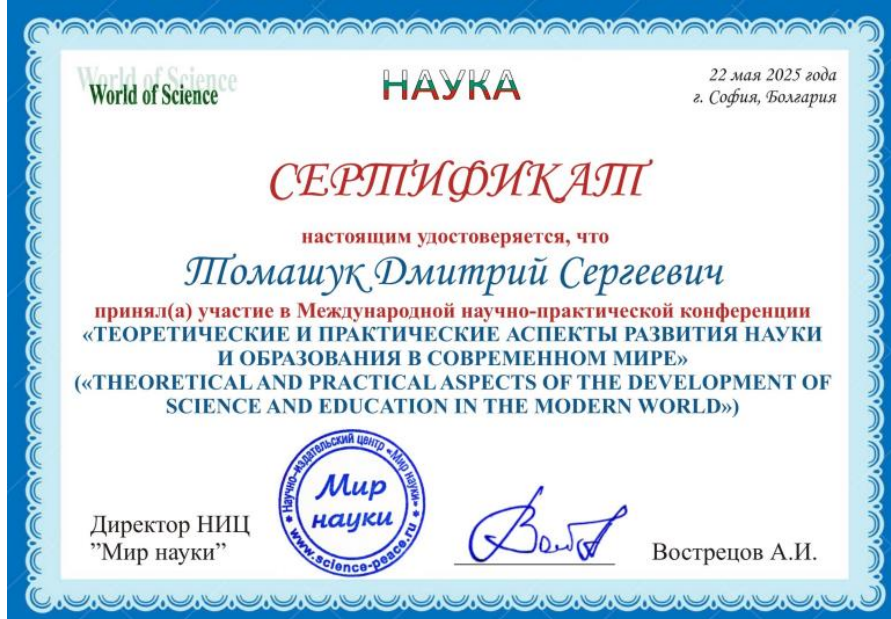 World of Science
World of Science
НАУКА
22 мая 2025 года
г. София, Болгария
СЕРТИФИКАТ
настоящим удостоверяется, что
Томашук Дмитрий Сергеевич
принял(а) участие в Международной научно-практической конференции
«ТЕОРЕТИЧЕСКИЕ И ПРАКТИЧЕСКИЕ АСПЕКТЫ РАЗВИТИЯ НАУКИ
И ОБРАЗОВАНИЯ В СОВРЕМЕННОМ МИРЕ»
(«THEORETICAL AND PRACTICAL ASPECTS OF THE DEVELOPMENT OF
SCIENCE AND EDUCATION IN THE MODERN WORLD»)
Научно-издательский центр «Мир науки»
Мир
науки
www.science-peace.ru
Директор НИЦ
”Мир науки”
Вострецов А.И.